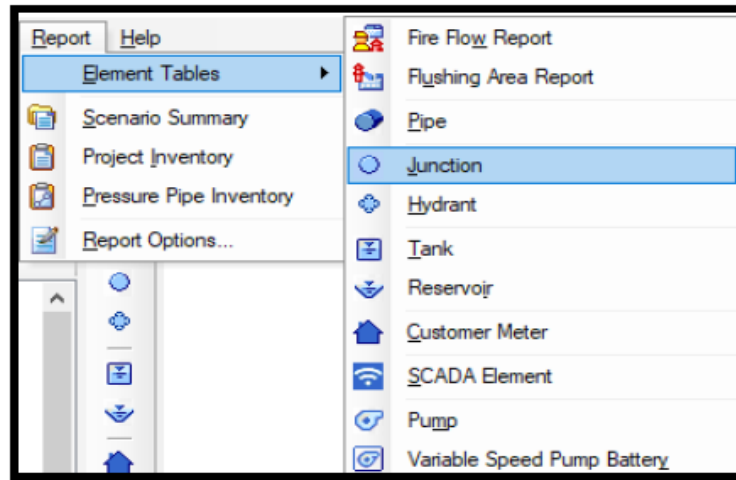 Report Help
Element Tables
Scenario Summary
Project Inventory
Pressure Pipe Inventory
Report Options...
Fire Flow Report
Flushing Area Report
Pipe
Junction
Hydrant
Tank
Reservoir
Customer Meter
SCADA Element
Pump
Variable Speed Pump Battery